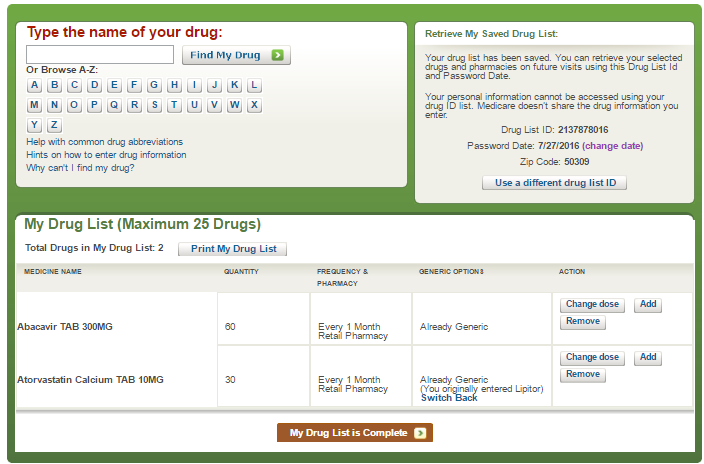 Type the name of your drug:
Find My Drug
Or Browse A-Z:
A B C D E F G H I J K L
M N O P Q R S T U V W X
Y Z
Help with common drug abbreviations
Hints on how to enter drug information
Why can't I find my drug?
Retrieve My Saved Drug List:
Your drug list has been saved. You can retrieve your selected
drugs and pharmacies on future visits using this Drug List Id
and Password Date.
Your personal information cannot be accessed using your
drug ID list. Medicare doesn't share the drug information you
enter.
Drug List ID: 2137878016
Password Date: 7/27/2016 (change date)
Zip Code: 50309
Use a different drug list ID
My Drug List (Maximum 25 Drugs)
Total Drugs in My Drug List: 2 Print My Drug List
MEDICINE NAME QUANTITY FREQUENCY & GENERIC OPTIONS ACTION
PHARMACY
Change dose Add
Remove
Abacavir TAB 300MG 60 Every 1 Month Already Generic
Retail Pharmacy
Change dose Add
Remove
Atorvastatin Calcium TAB 10MG 30 Every 1 Month Already Generic
Retail Pharmacy (You originally entered Lipitor)
Switch Back
My Drug List is Complete